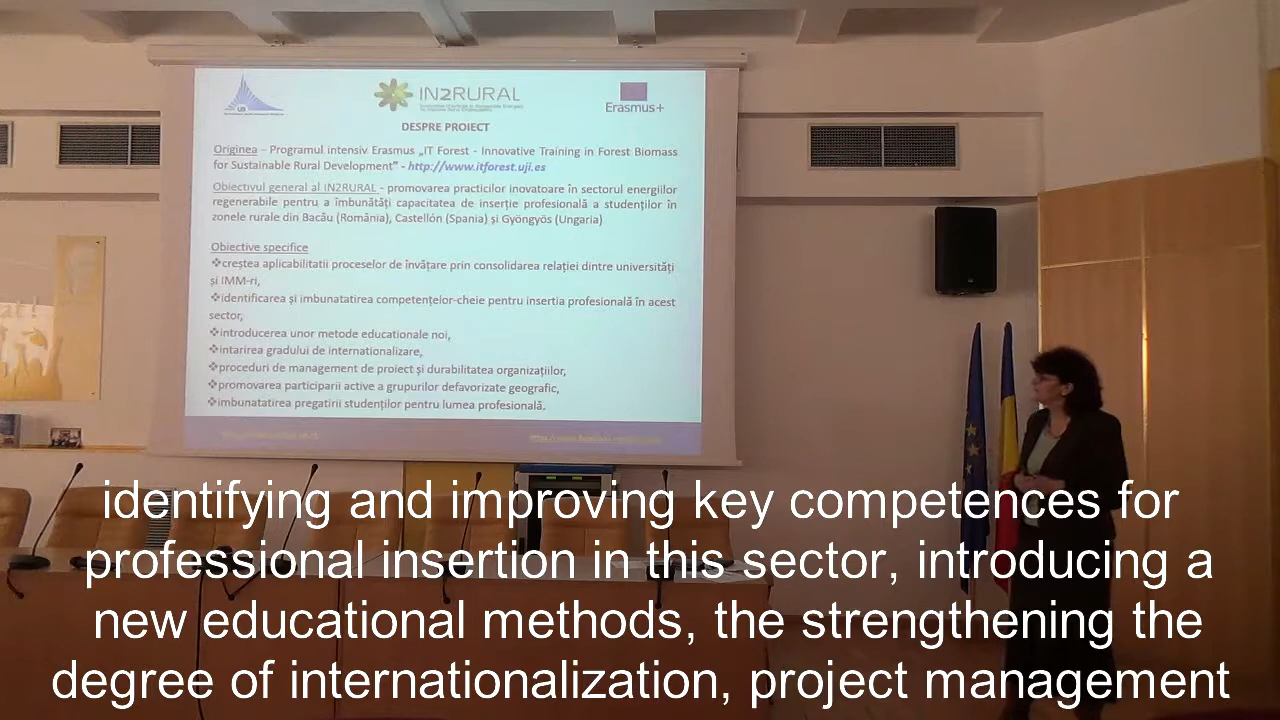 UB
IN2RURAL
Erasmus+
DESPRE PROIECT
Originea - Programul intensiv Erasmus „IT Forest - Innovative Training in Forest Biomass
for Sustainable Rural Development” - http://www.itforest.uji.es
Obiectivul general al IN2RURAL - promovarea practicilor inovatoare în sectorul energiilor
regenerabile pentru a îmbunătăți capacitatea de inserție profesională a studenților în
zonele rurale din Bacău (România), Castellón (Spania) și Gyöngyös (Ungaria)
Obiective specifice
❖creștea aplicabilitatii proceselor de învățare prin consolidarea relației dintre universități
și IMM-ri,
❖identificarea și imbunatatirea competențelor-cheie pentru insertia profesională în acest
sector,
❖introducerea unor metode educationale noi,
❖intarirea gradului de internationalizare,
❖proceduri de management de proiect și durabilitatea organizațiilor,
❖promovarea participarii active a grupurilor defavorizate geografic,
❖imbunatatirea pregatirii studenților pentru lumea profesională.
identifying and improving key competences for
professional insertion in this sector, introducing a
new educational methods, the strengthening the
degree of internationalization, project management